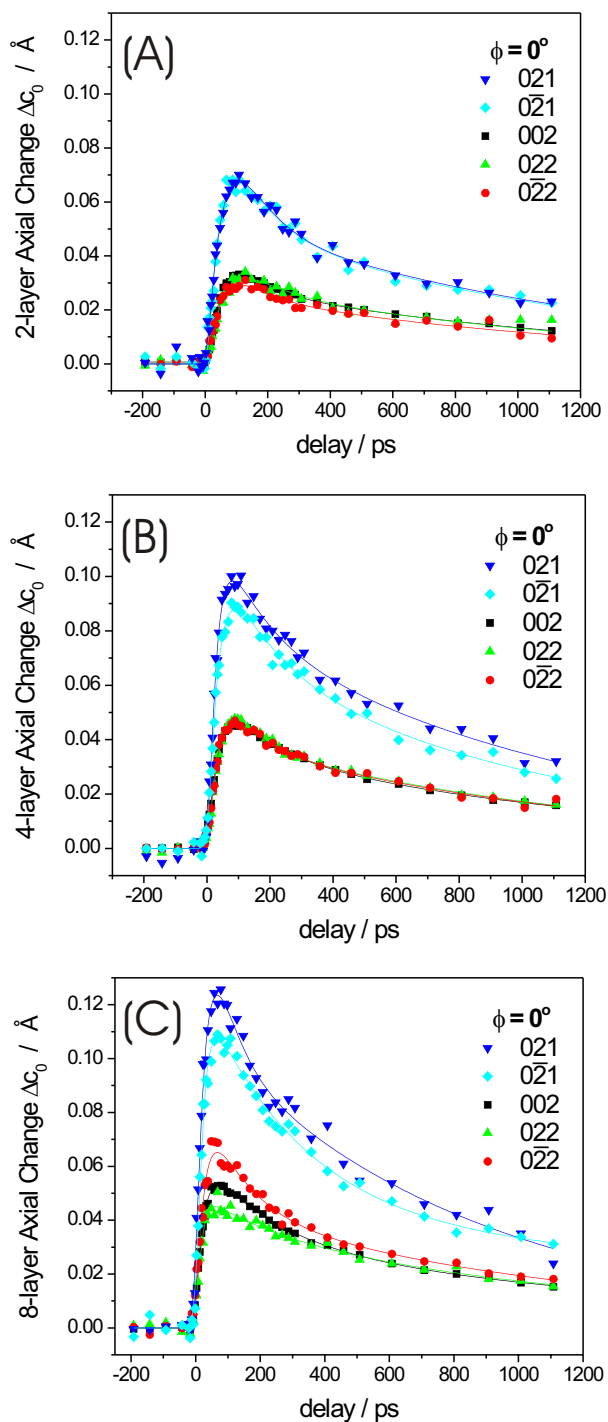 (A)
ϕ = 0°
021
02̅1
002
022
02̅2
0.12
0.10
0.08
0.06
0.04
0.02
0.00
2-layer Axial Change Δc₀ / Å
-200 0 200 400 600 800 1000 1200
delay / ps
(B)
ϕ = 0°
021
02̅1
002
022
02̅2
0.12
0.10
0.08
0.06
0.04
0.02
0.00
4-layer Axial Change Δc₀ / Å
-200 0 200 400 600 800 1000 1200
delay / ps
(C)
ϕ = 0°
021
02̅1
002
022
02̅2
0.12
0.10
0.08
0.06
0.04
0.02
0.00
8-layer Axial Change Δc₀ / Å
-200 0 200 400 600 800 1000 1200
delay / ps